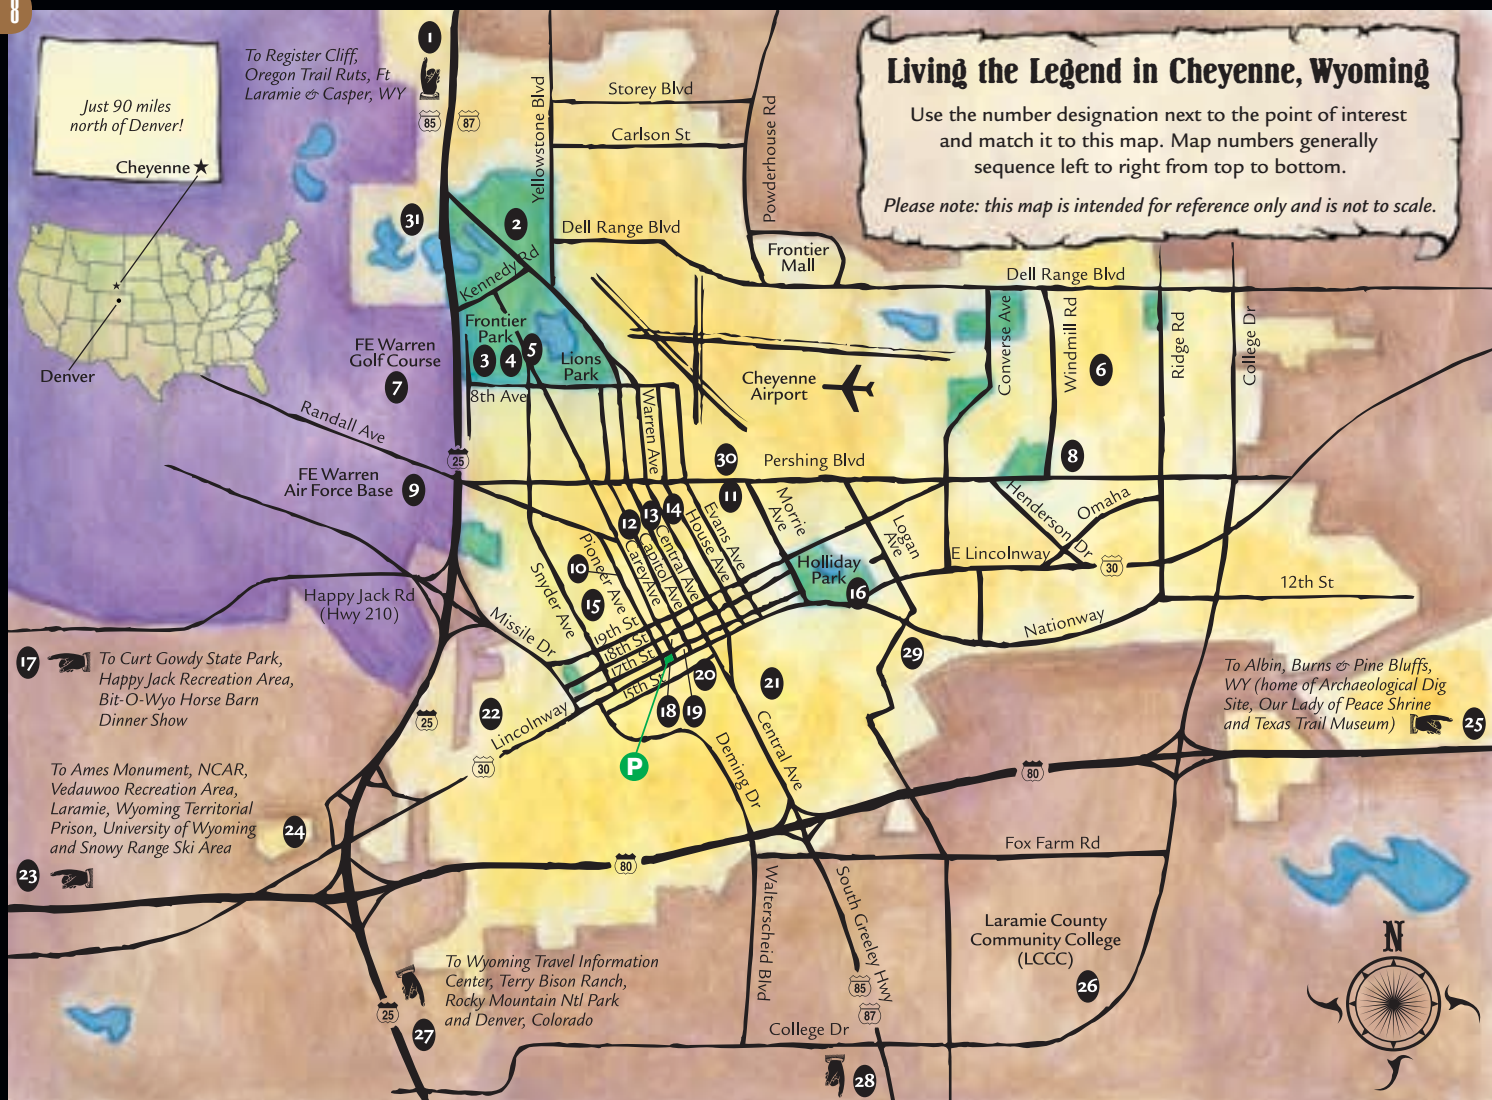 8
Living the Legend in Cheyenne, Wyoming
Use the number designation next to the point of interest
and match it to this map. Map numbers generally
sequence left to right from top to bottom.
Please note: this map is intended for reference only and is not to scale.
Just 90 miles
north of Denver!
Cheyenne
Denver
1
To Register Cliff,
Oregon Trail Ruts, Ft
Laramie & Casper, WY
85
87
Yellowstone Blvd
Storey Blvd
Carlson St
Powderhouse Rd
31
2
Dell Range Blvd
Frontier
Mall
Kennedy Rd
Dell Range Blvd
Frontier
Park
3
4
5
Lions
Park
8th Ave
FE Warren
Golf Course
7
Randall Ave
Cheyenne
Airport
Converse Ave
Windmill Rd
6
Ridge Rd
College Dr
Warren Ave
25
30
Pershing Blvd
8
FE Warren
Air Force Base
9
11
12
13
14
Morrie
Ave
Logan
Ave
Henderson Dr
Omaha
Evans Ave
House Ave
Central Ave
Capitol Ave
Carey Ave
Pioneer Ave
Snyder Ave
10
15
Holliday
Park
16
E Lincolnway
30
12th St
Nationway
Happy Jack Rd
(Hwy 210)
Missile Dr
19th St
18th St
17th St
15th St
17
To Curt Gowdy State Park,
Happy Jack Recreation Area,
Bit-O-Wyo Horse Barn
Dinner Show
29
20
21
18
19
22
25
Lincolnway
30
P
Deming Dr
Central Ave
To Albin, Burns & Pine Bluffs,
WY (home of Archaeological Dig
Site, Our Lady of Peace Shrine
and Texas Trail Museum)
25
80
To Ames Monument, NCAR,
Vedauwoo Recreation Area,
Laramie, Wyoming Territorial
Prison, University of Wyoming
and Snowy Range Ski Area
24
23
80
Fox Farm Rd
Walterscheid Blvd
South Greeley Hwy
Laramie County
Community College
(LCCC)
26
N
To Wyoming Travel Information
Center, Terry Bison Ranch,
Rocky Mountain Ntl Park
and Denver, Colorado
25
27
85
87
College Dr
28